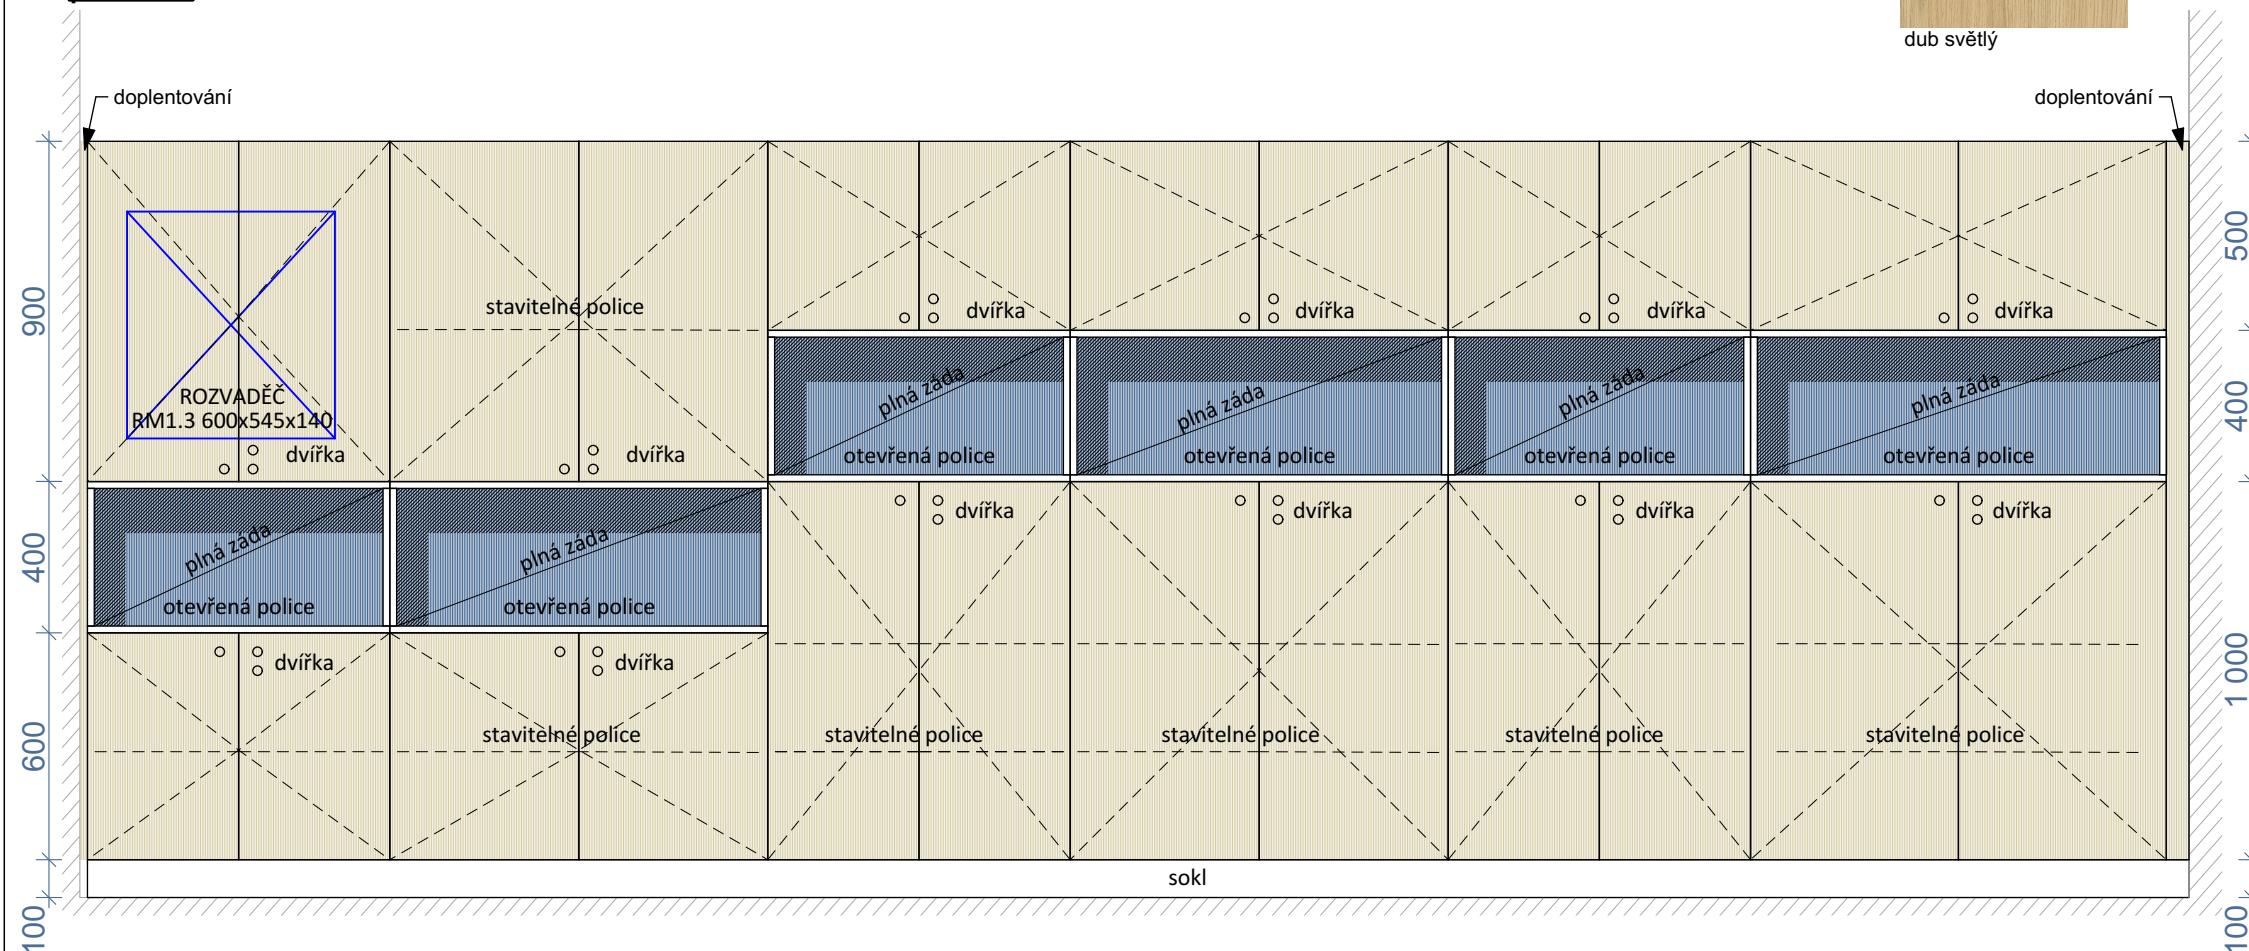 dub světlý
doplentování
doplentování
900
400
600
100
500
400
1 000
100
stavitelné police
dvířka
dvířka
dvířka
dvířka
ROZVADĚČ
RM1.3 600x545x140
dvířka
dvířka
plná záda
plná záda
plná záda
plná záda
otevřená police
otevřená police
otevřená police
otevřená police
dvířka
dvířka
dvířka
dvířka
plná záda
plná záda
otevřená police
otevřená police
dvířka
dvířka
stavitelné police
stavitelné police
stavitelné police
stavitelné police
stavitelné police
sokl